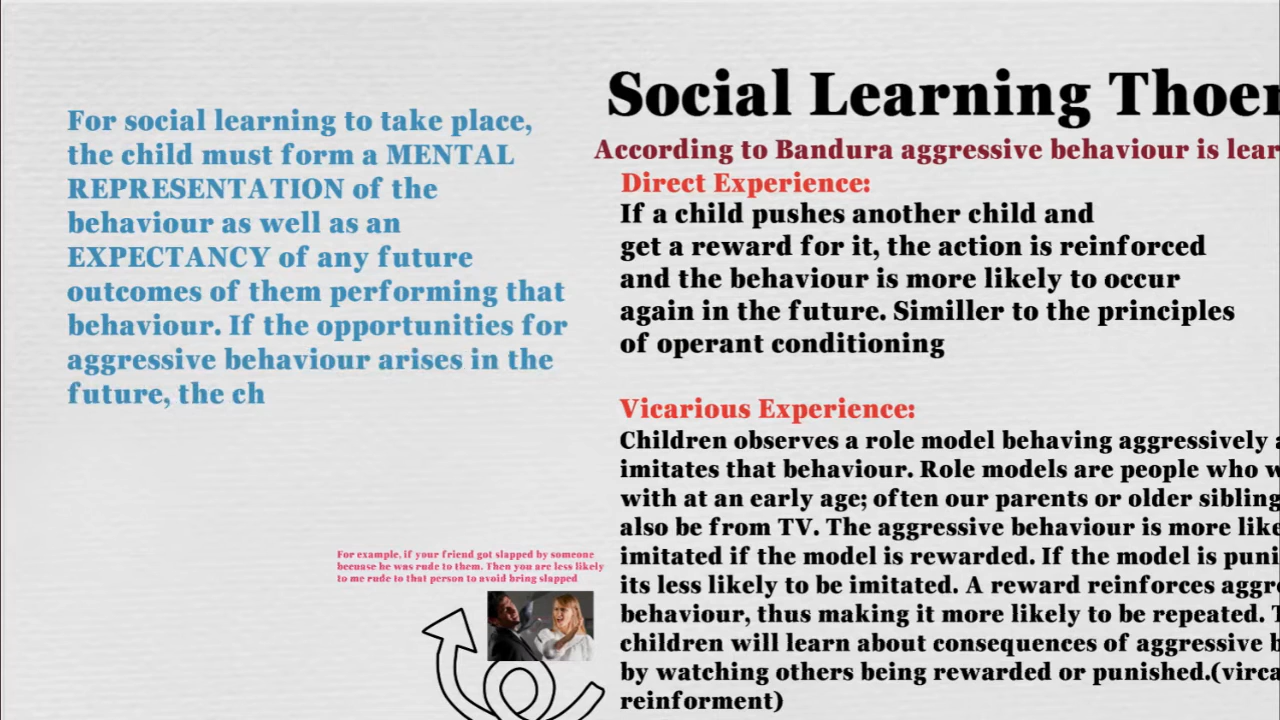 For social learning to take place,
the child must form a MENTAL
REPRESENTATION of the
behaviour as well as an
EXPECTANCY of any future
outcomes of them performing that
behaviour. If the opportunities for
aggressive behaviour arises in the
future, the ch
Social Learning Thoer
According to Bandura aggressive behaviour is lear
Direct Experience:
If a child pushes another child and
get a reward for it, the action is reinforced
and the behaviour is more likely to occur
again in the future. Similler to the principles
of operant conditioning
Vicarious Experience:
Children observes a role model behaving aggressively a
imitates that behaviour. Role models are people who w
with at an early age; often our parents or older sibling
also be from TV. The aggressive behaviour is more like
imitated if the model is rewarded. If the model is puni
its less likely to be imitated. A reward reinforces aggre
behaviour, thus making it more likely to be repeated. T
children will learn about consequences of aggressive b
by watching others being rewarded or punished.(virca
reinforment)
For example, if your friend got slapped by someone
because he was rude to them. Then you are less likely
to me rude to that person to avoid bring slapped